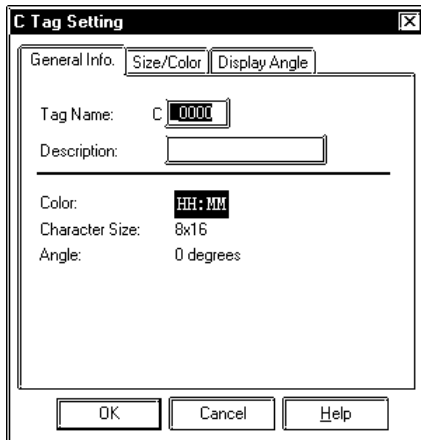 C Tag Setting
General Info. Size/Color Display Angle
Tag Name: C 0000
Description:
Color: HH:MM
Character Size: 8x16
Angle: 0 degrees
OK Cancel Help